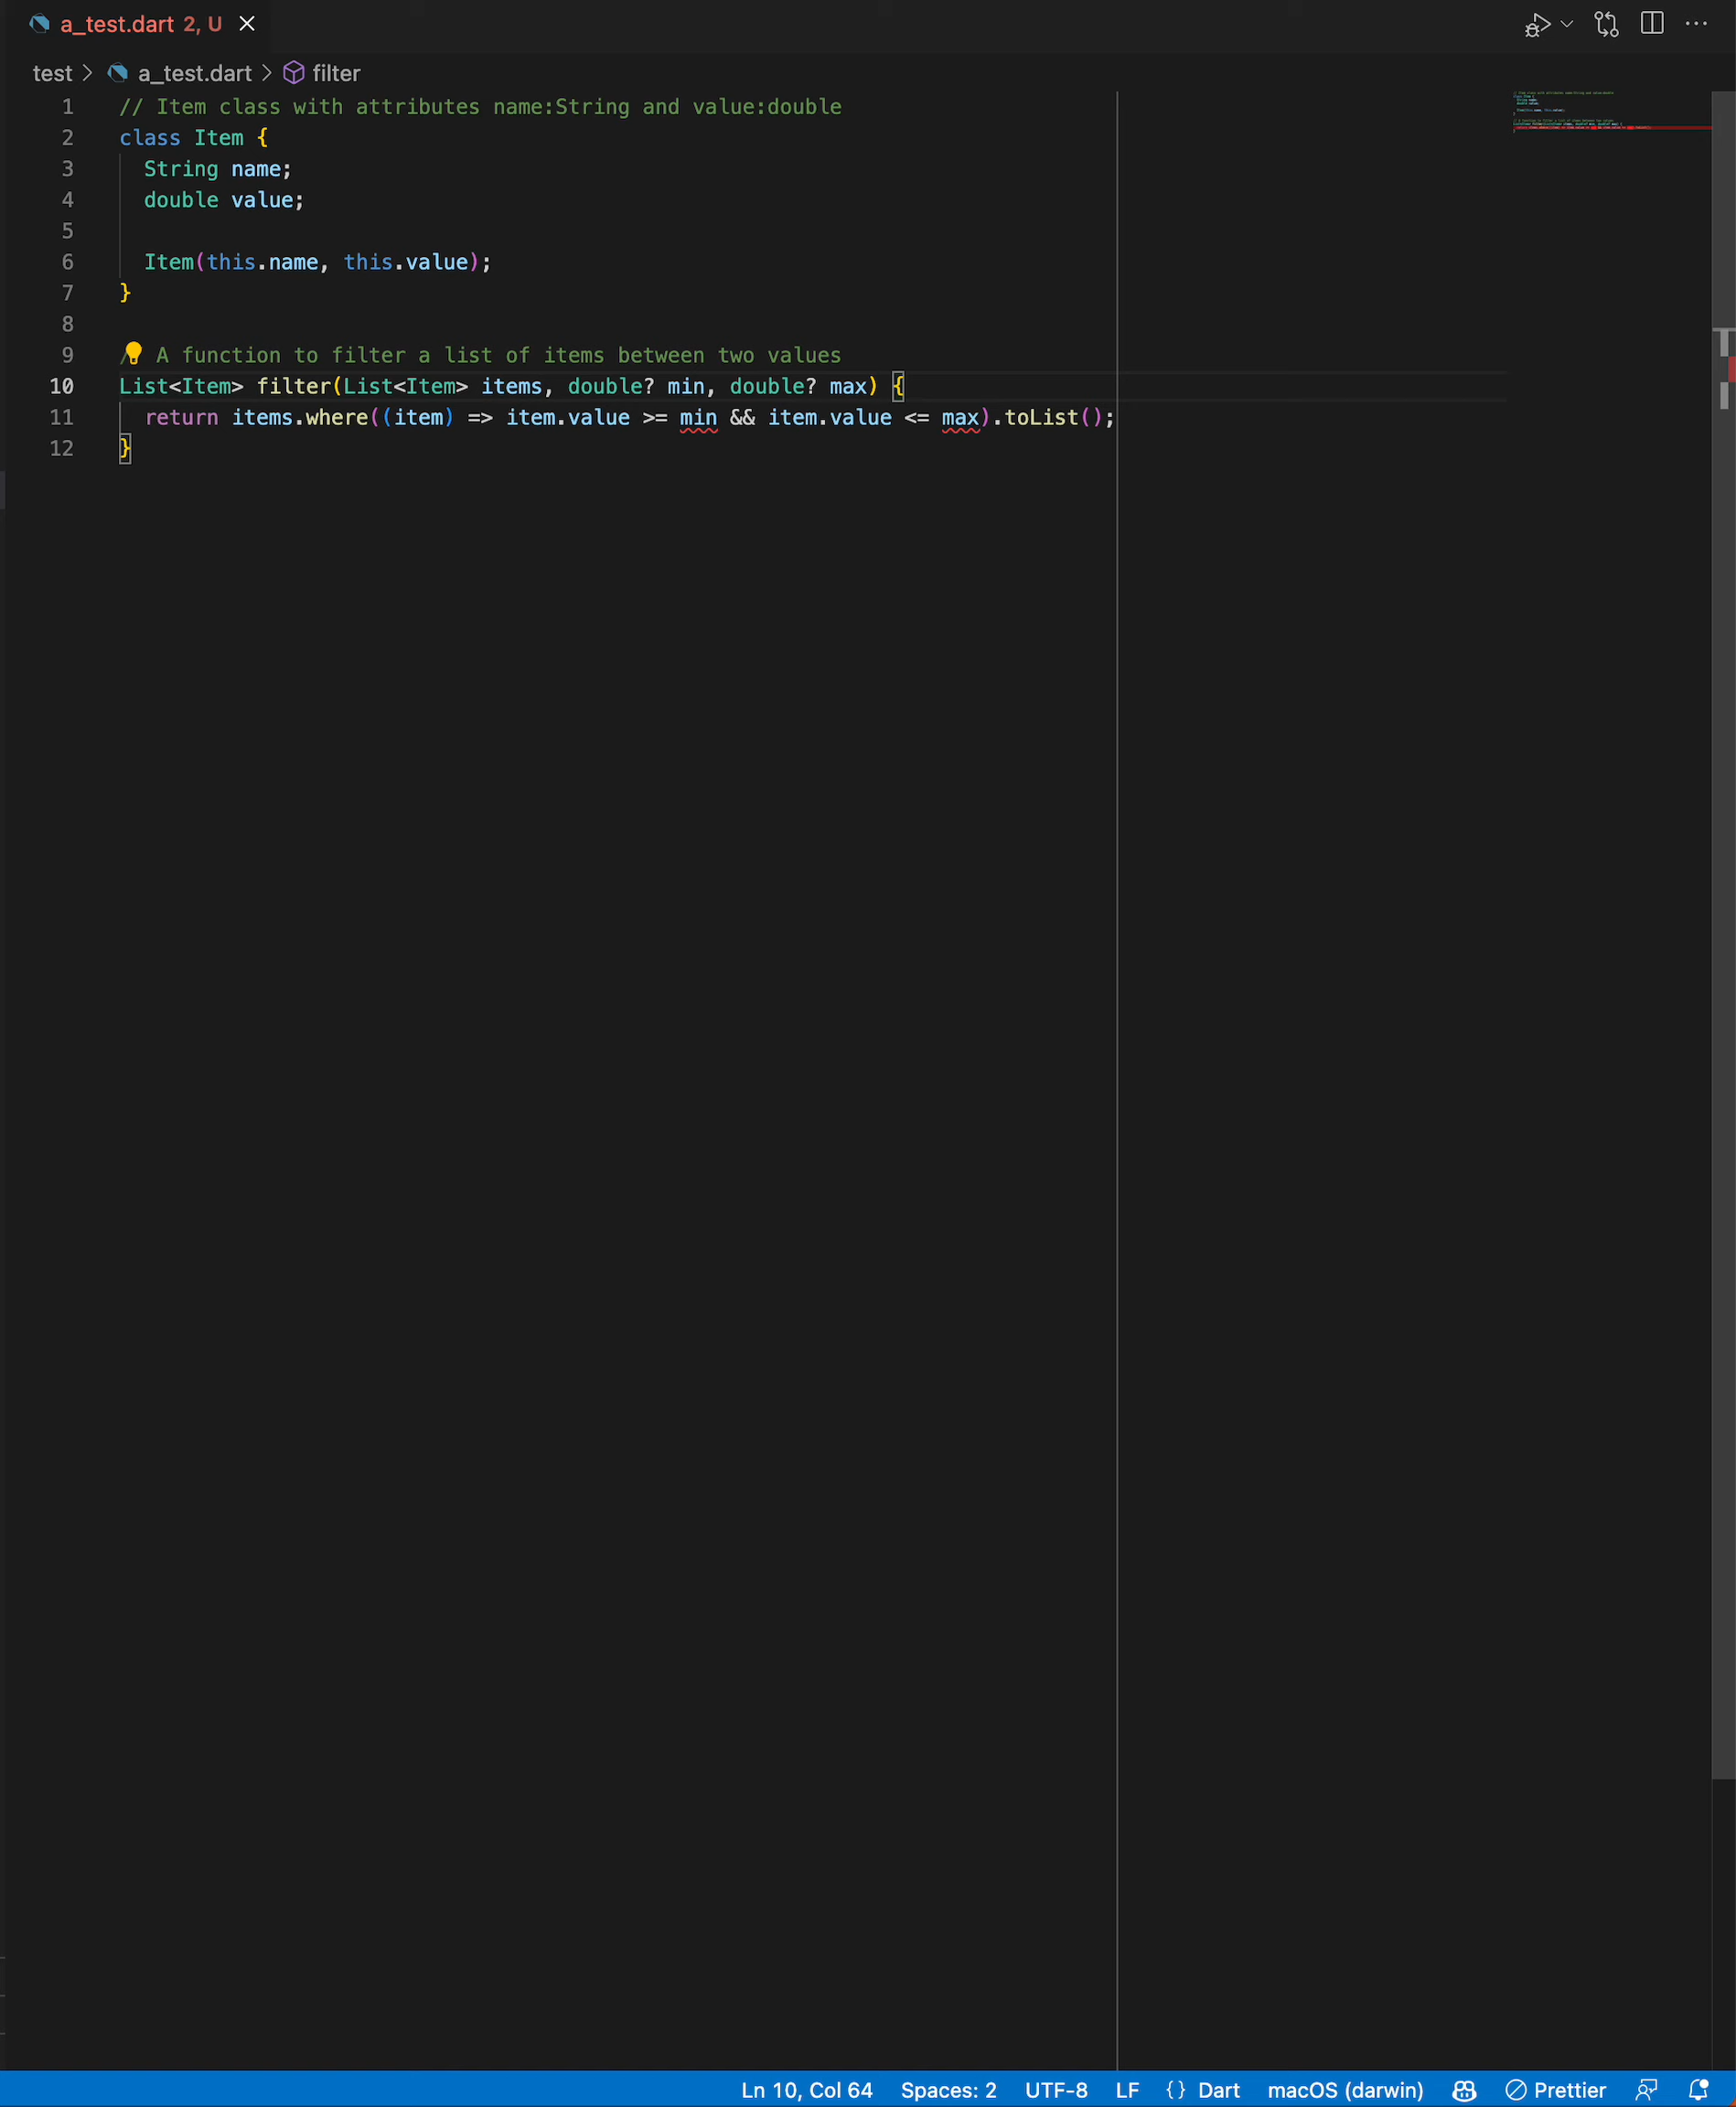 a_test.dart 2, U
test > a_test.dart > filter
1 // Item class with attributes name:String and value:double
2 class Item {
3   String name;
4   double value;
5
6   Item(this.name, this.value);
7 }
8
9 / A function to filter a list of items between two values
10 List<Item> filter(List<Item> items, double? min, double? max) {
11   return items.where((item) => item.value >= min && item.value <= max).toList();
12 }
Ln 10, Col 64 Spaces: 2 UTF-8 LF {} Dart macOS (darwin) Prettier